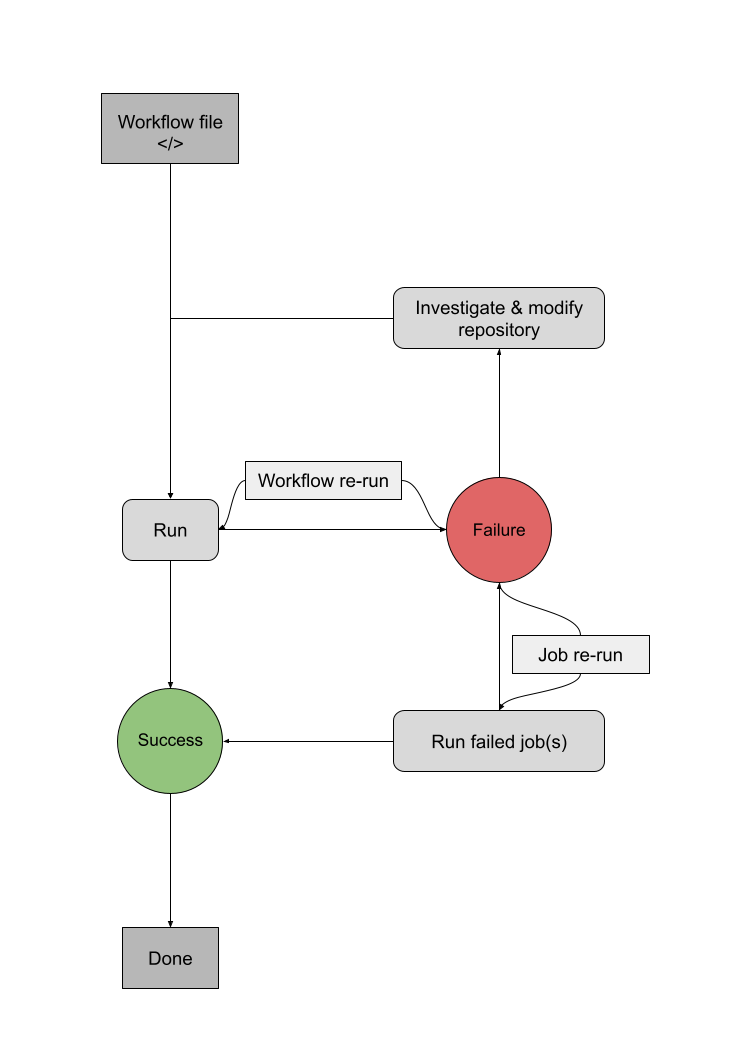 Workflow file
</>
Investigate & modify
repository
Workflow re-run
Run
Failure
Job re-run
Success
Run failed job(s)
Done